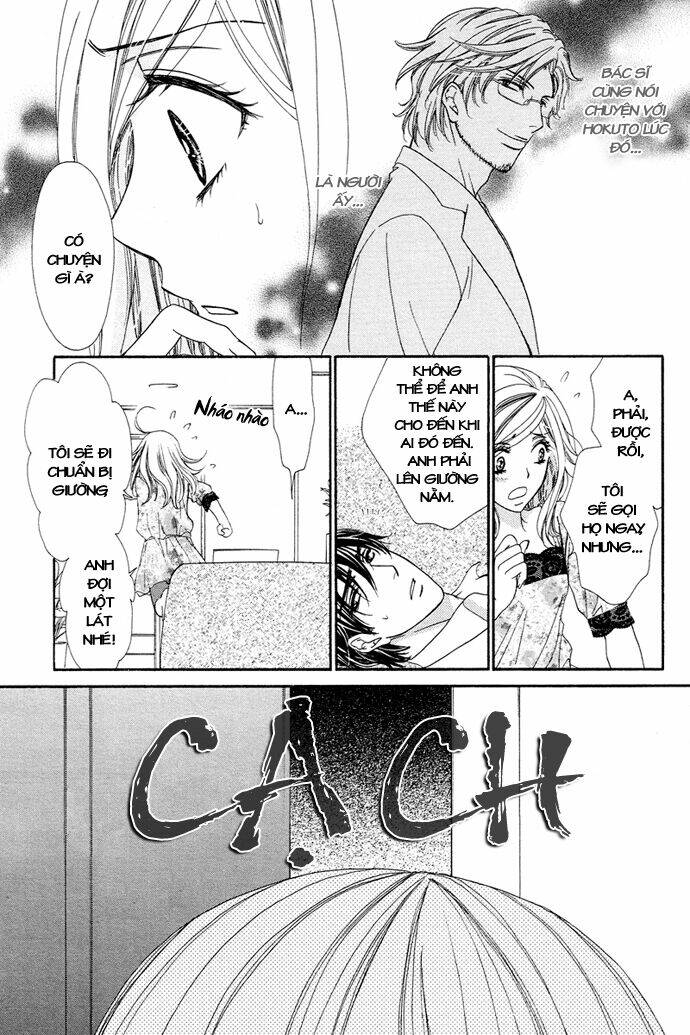 BÁC SĨ
CÙNG NÓI
CHUYỆN VỚI
HOKUTO LÚC
ĐÓ...
LÀ NGƯỜI
ẤY...
CÓ
CHUYỆN
GÌ À?
A,
PHẢI,
ĐƯỢC
RỒI,
TÔI
SẼ GỌI
HỌ NGAY,
NHƯNG...
KHÔNG
THỂ ĐỂ ANH
THẾ NÀY
CHO ĐẾN KHI
AI ĐÓ ĐẾN.
ANH PHẢI
LÊN GIƯỜNG
NẰM.
A....
Nháo nhào
TÔI SẼ ĐI
CHUẨN BỊ
GIƯỜNG,
ANH
ĐỢI
MỘT
LÁT
NHÉ!
CẠCH